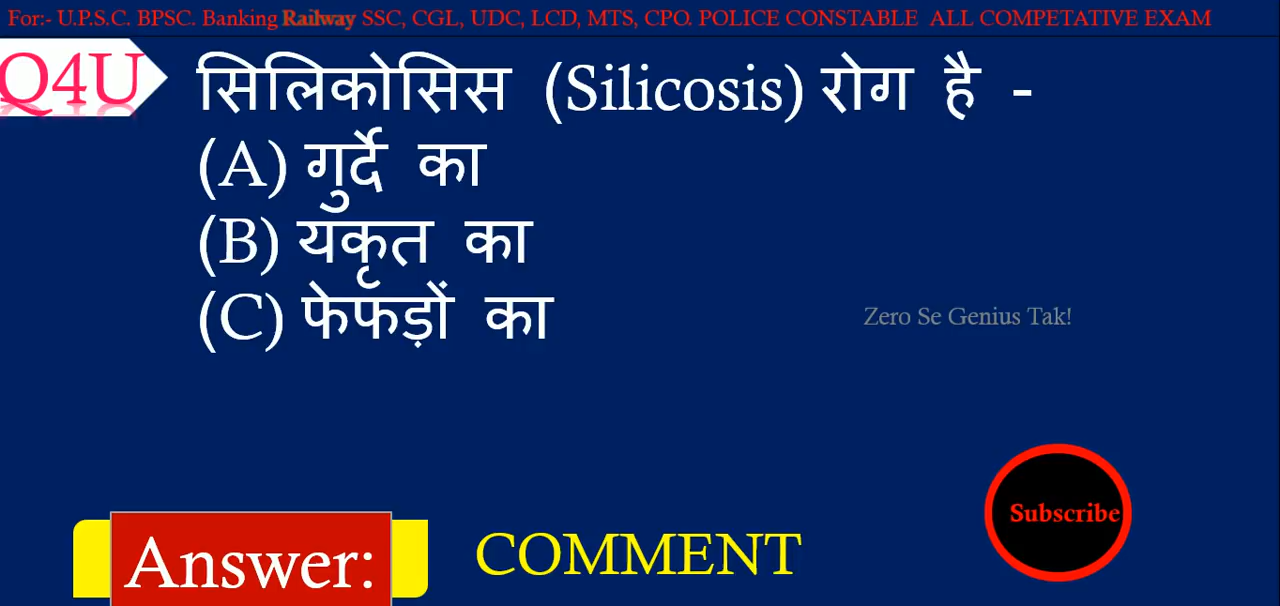 For:- U.P.S.C. BPSC. Banking Railway SSC, CGL, UDC, LCD, MTS, CPO. POLICE CONSTABLE ALL COMPETATIVE EXAM
Q4U
सिलिकोसिस (Silicosis) रोग है -
(A) गुर्दे का
(B) यकृत का
(C) फेफड़ों का
Zero Se Genius Tak!
Subscribe
Answer: COMMENT